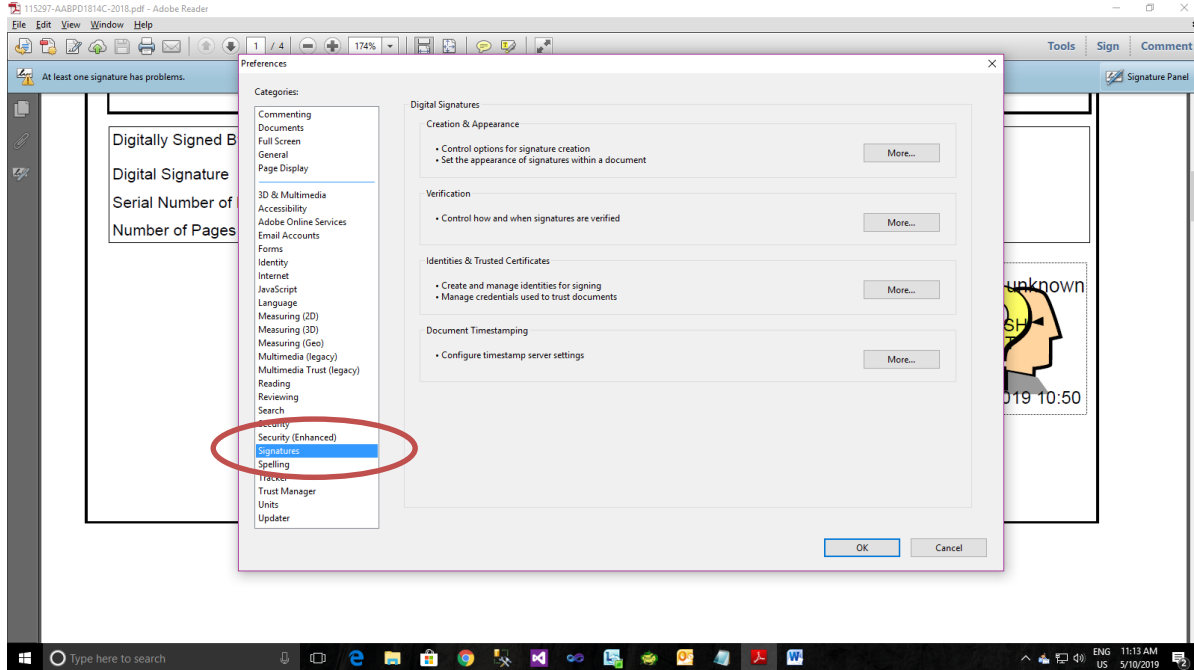 115297-AABPD1814C-2018.pdf - Adobe Reader
File Edit View Window Help
1 / 4 174% Tools Sign Comment
At least one signature has problems. Signature Panel
Preferences
Categories:
Commenting
Documents
Full Screen
General
Page Display
3D & Multimedia
Accessibility
Adobe Online Services
Email Accounts
Forms
Identity
Internet
JavaScript
Language
Measuring (2D)
Measuring (3D)
Measuring (Geo)
Multimedia (legacy)
Multimedia Trust (legacy)
Reading
Reviewing
Search
Security
Security (Enhanced)
Signatures
Spelling
Tracker
Trust Manager
Units
Updater
Digital Signatures
Creation & Appearance
• Control options for signature creation
• Set the appearance of signatures within a document
More...
Verification
• Control how and when signatures are verified
More...
Identities & Trusted Certificates
• Create and manage identities for signing
• Manage credentials used to trust documents
More...
Document Timestamping
• Configure timestamp server settings
More...
OK Cancel
Digitally Signed B
Digital Signature
Serial Number of
Number of Pages
unknown
SH
T
019 10:50
Type here to search
ENG 11:13 AM
US 5/10/2019